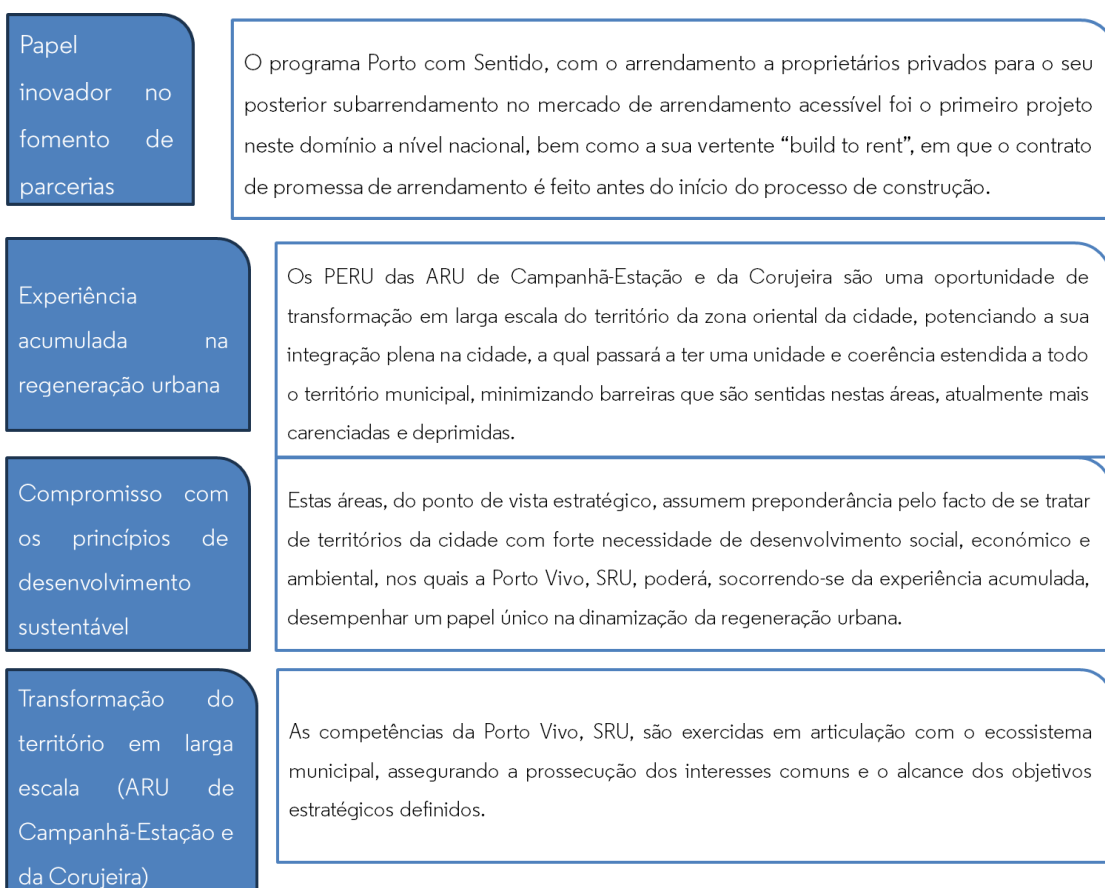 Papel
inovador no
fomento de
parcerias
O programa Porto com Sentido, com o arrendamento a proprietários privados para o seu
posterior subarrendamento no mercado de arrendamento acessível foi o primeiro projeto
neste domínio a nível nacional, bem como a sua vertente “build to rent”, em que o contrato
de promessa de arrendamento é feito antes do início do processo de construção.
Experiência
acumulada na
regeneração urbana
Os PERU das ARU de Campanhã-Estação e da Corujeira são uma oportunidade de
transformação em larga escala do território da zona oriental da cidade, potenciando a sua
integração plena na cidade, a qual passará a ter uma unidade e coerência estendida a todo
o território municipal, minimizando barreiras que são sentidas nestas áreas, atualmente mais
carenciadas e deprimidas.
Compromisso com
os princípios de
desenvolvimento
sustentável
Estas áreas, do ponto de vista estratégico, assumem preponderância pelo facto de se tratar
de territórios da cidade com forte necessidade de desenvolvimento social, económico e
ambiental, nos quais a Porto Vivo, SRU, poderá, socorrendo-se da experiência acumulada,
desempenhar um papel único na dinamização da regeneração urbana.
Transformação do
território em larga
escala (ARU de
Campanhã-Estação e
da Corujeira)
As competências da Porto Vivo, SRU, são exercidas em articulação com o ecossistema
municipal, assegurando a prossecução dos interesses comuns e o alcance dos objetivos
estratégicos definidos.